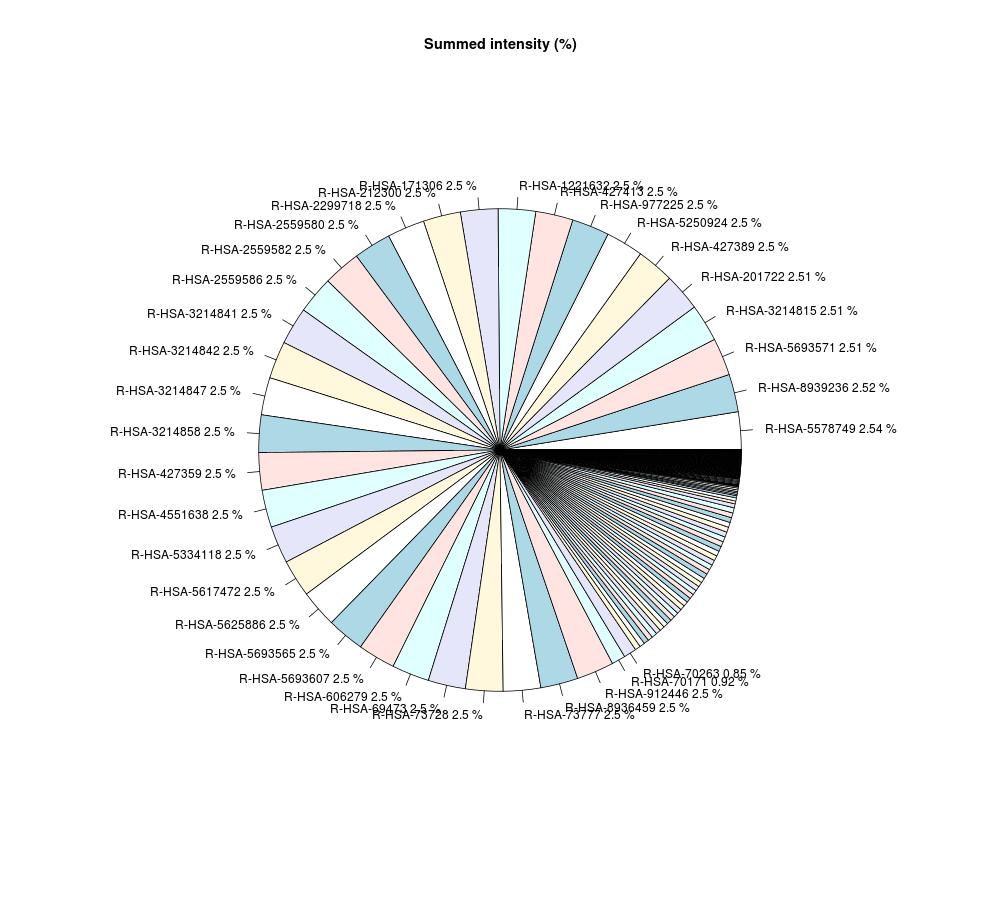 Summed intensity (%)
R-HSA-171306 2.5 %
R-HSA-1221632 2.5 %
R-HSA-212300 2.5 %
R-HSA-427413 2.5 %
R-HSA-2299718 2.5 %
R-HSA-977225 2.5 %
R-HSA-2559580 2.5 %
R-HSA-5250924 2.5 %
R-HSA-2559582 2.5 %
R-HSA-427389 2.5 %
R-HSA-2559586 2.5 %
R-HSA-201722 2.51 %
R-HSA-3214841 2.5 %
R-HSA-3214815 2.51 %
R-HSA-3214842 2.5 %
R-HSA-5693571 2.51 %
R-HSA-3214847 2.5 %
R-HSA-8939236 2.52 %
R-HSA-3214858 2.5 %
R-HSA-5578749 2.54 %
R-HSA-427359 2.5 %
R-HSA-4551638 2.5 %
R-HSA-5334118 2.5 %
R-HSA-5617472 2.5 %
R-HSA-5625886 2.5 %
R-HSA-5693565 2.5 %
R-HSA-5693607 2.5 %
R-HSA-70263 0.85 %
R-HSA-70171 0.92 %
R-HSA-606279 2.5 %
R-HSA-912446 2.5 %
R-HSA-69473 2.5 %
R-HSA-8936459 2.5 %
R-HSA-73728 2.5 %
R-HSA-73777 2.5 %